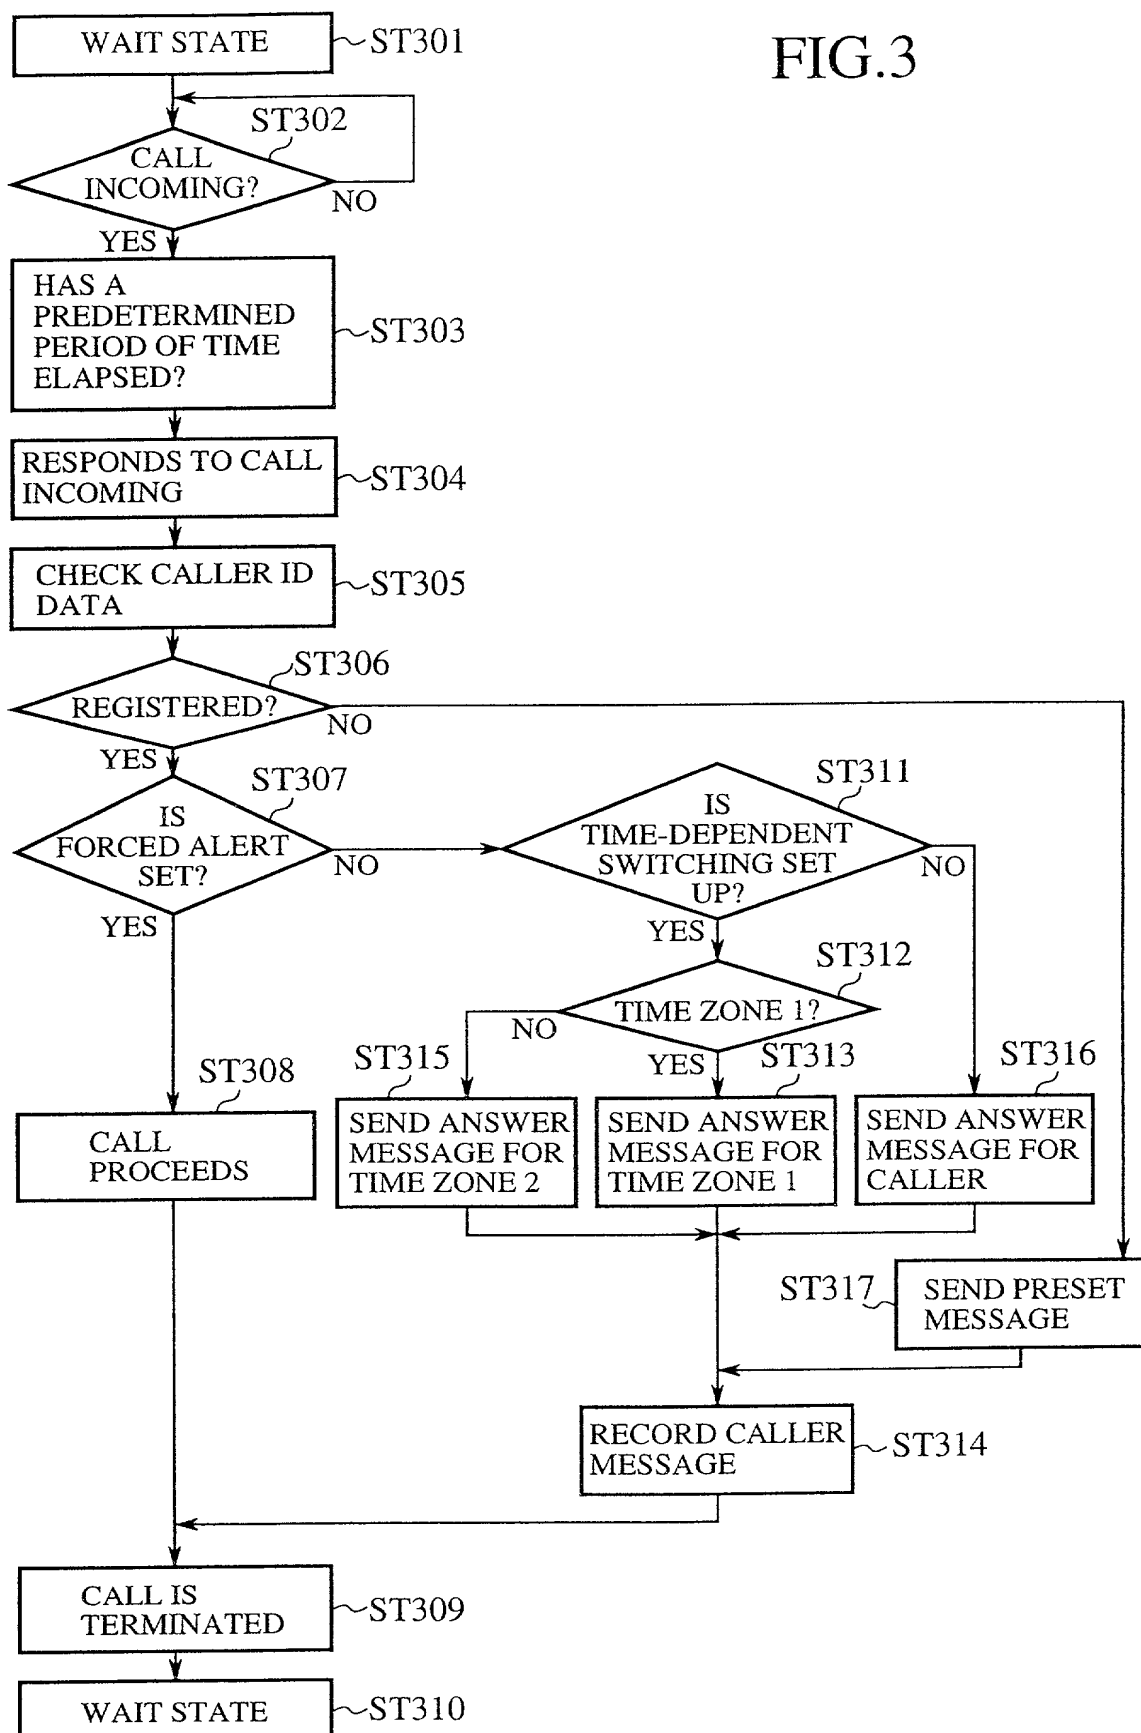 FIG.3
WAIT STATE
ST301
ST302
CALL
INCOMING?
NO
YES
HAS A
PREDETERMINED
PERIOD OF TIME
ELAPSED?
ST303
RESPONDS TO CALL
INCOMING
ST304
CHECK CALLER ID
DATA
ST305
ST306
REGISTERED?
NO
YES
ST307
IS
FORCED ALERT
SET?
NO
YES
ST311
IS
TIME-DEPENDENT
SWITCHING SET
UP?
NO
YES
ST312
TIME ZONE 1?
NO
YES
ST308
CALL
PROCEEDS
ST315
SEND ANSWER
MESSAGE FOR
TIME ZONE 2
ST313
SEND ANSWER
MESSAGE FOR
TIME ZONE 1
ST316
SEND ANSWER
MESSAGE FOR
CALLER
ST317
SEND PRESET
MESSAGE
RECORD CALLER
MESSAGE
ST314
CALL IS
TERMINATED
ST309
WAIT STATE
ST310